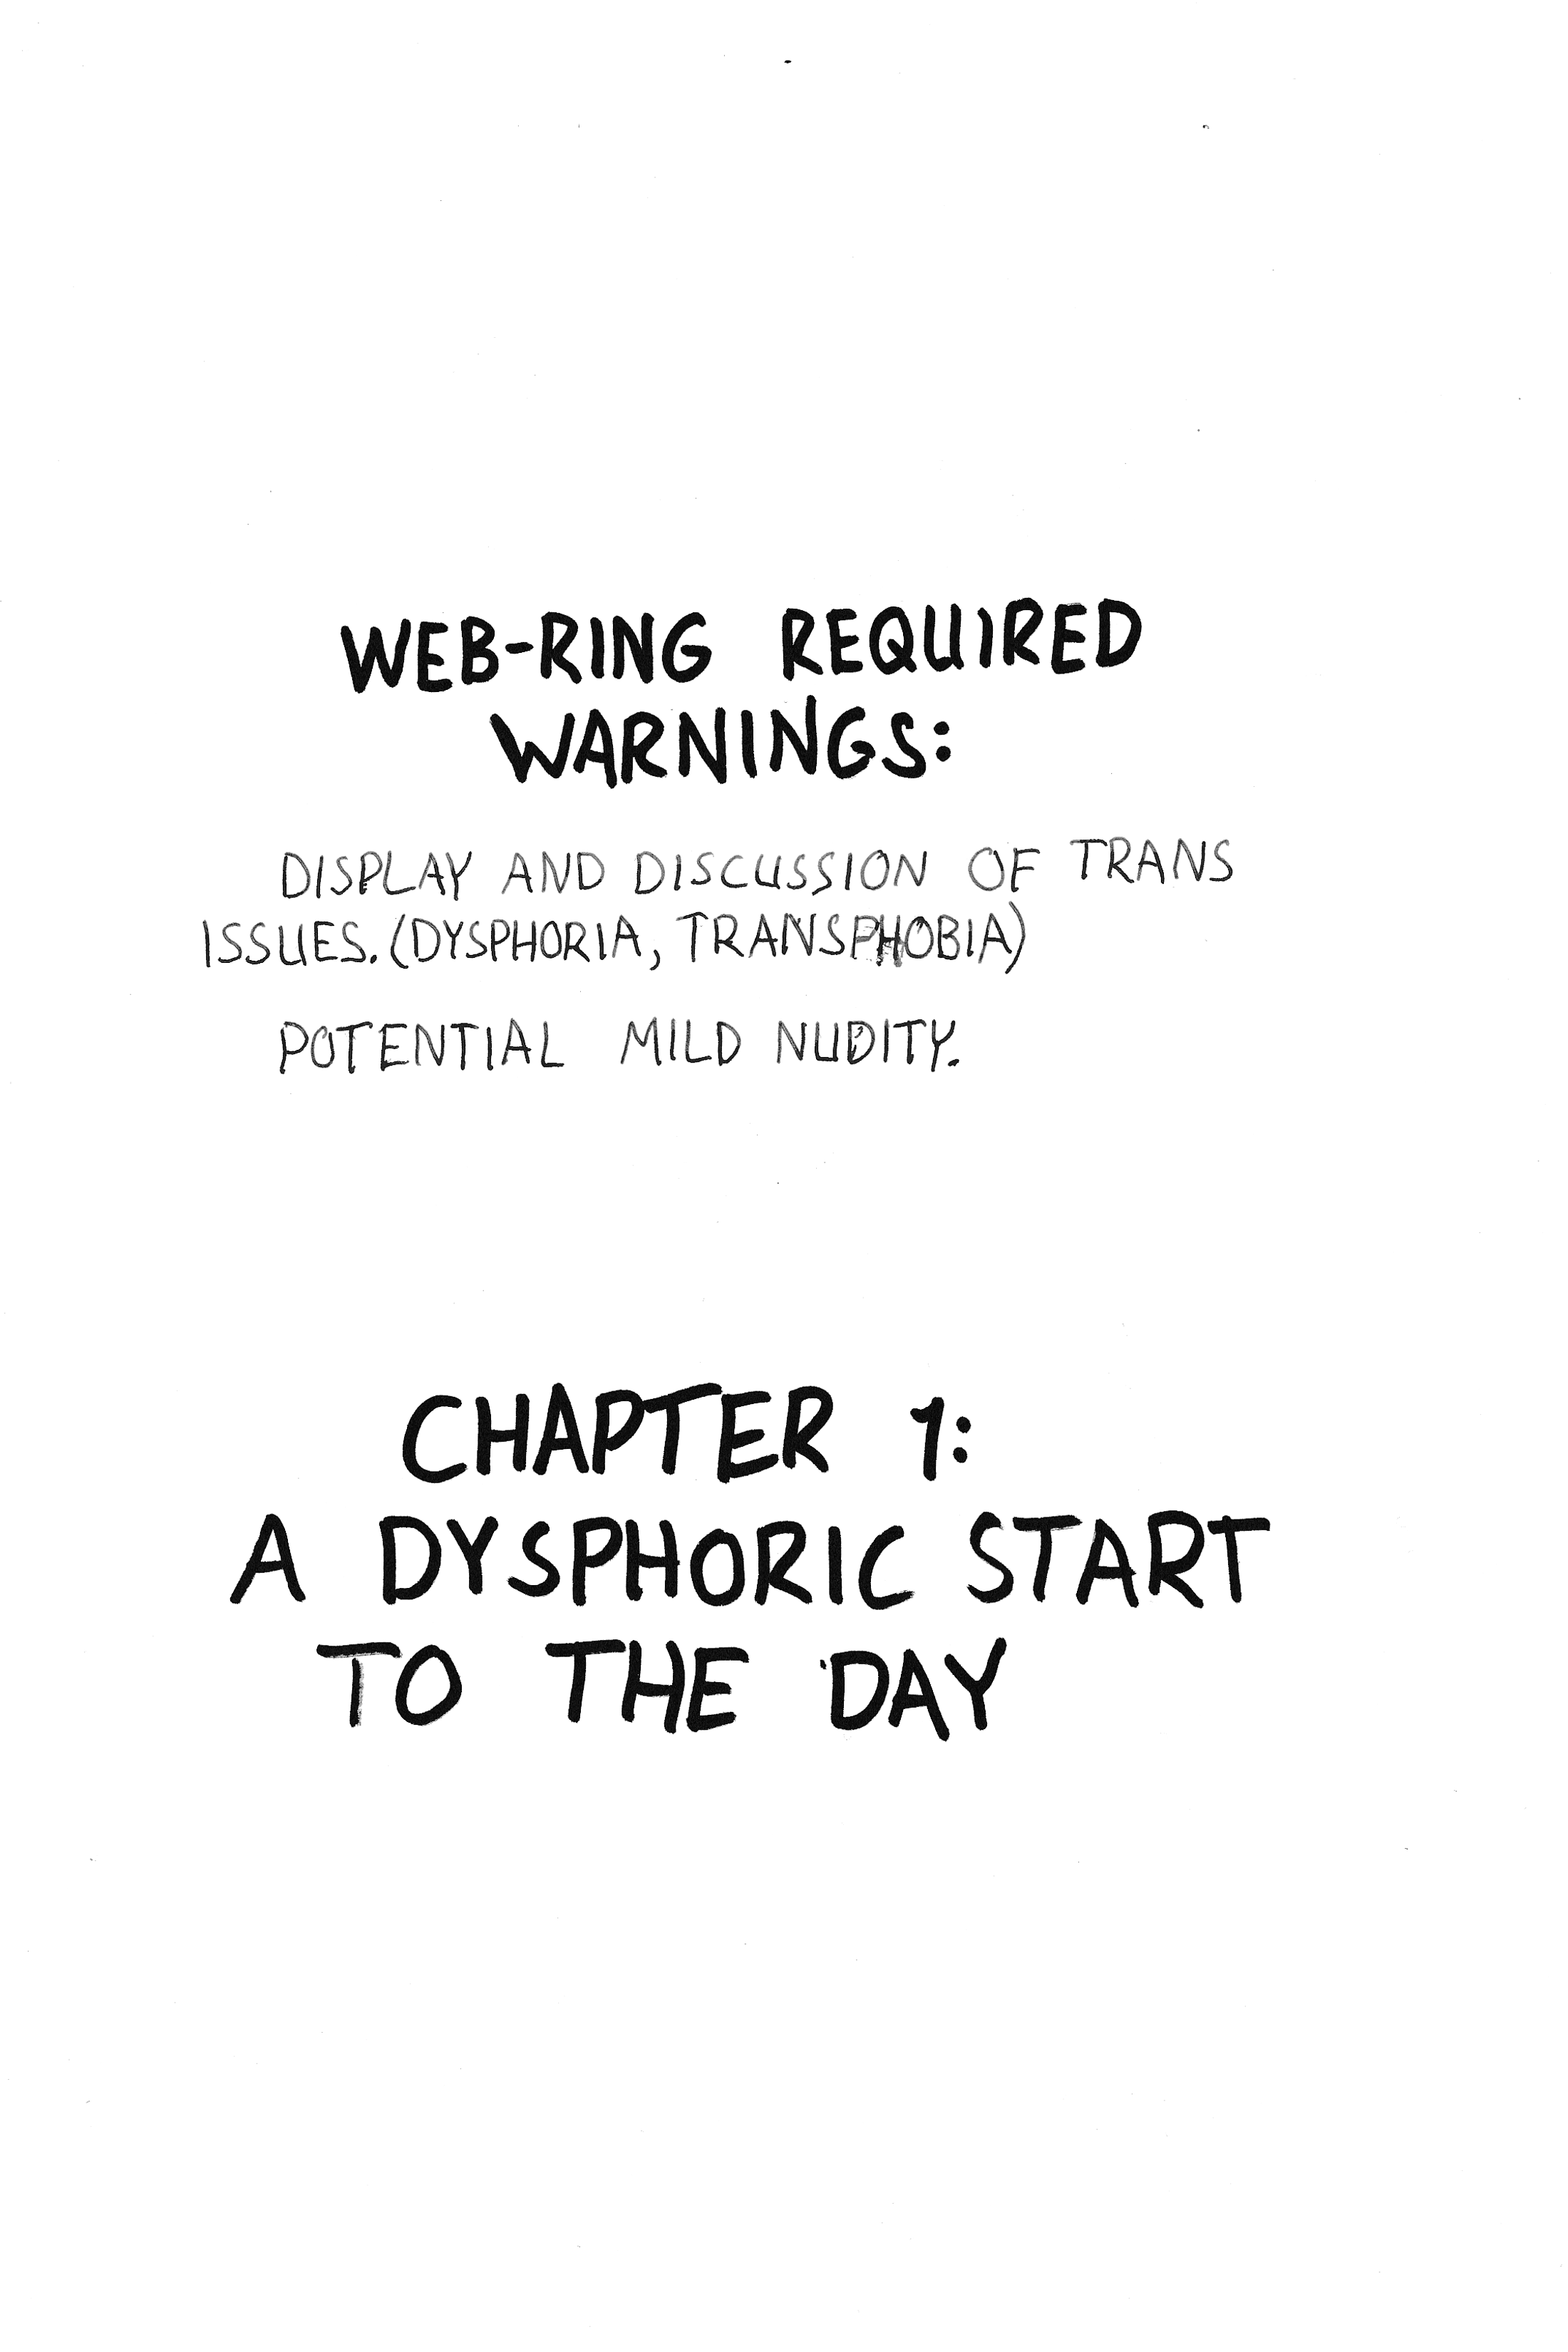 WEB-RING REQUIRED
WARNINGS:
DISPLAY AND DISCUSSION OF TRANS
ISSUES. (DYSPHORIA, TRANSPHOBIA)
POTENTIAL MILD NUDITY.
CHAPTER 1:
A DYSPHORIC START
TO THE DAY